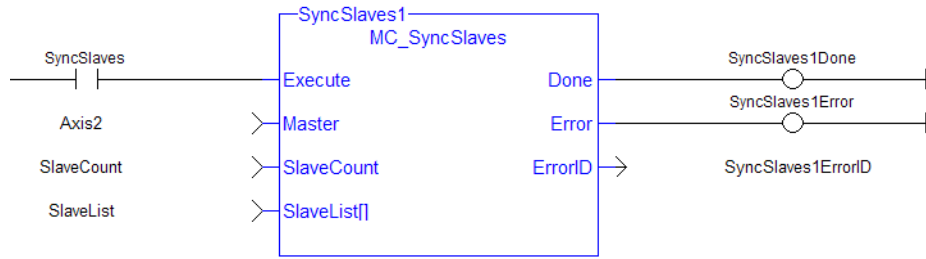 SyncSlaves1
MC_SyncSlaves
SyncSlaves
SyncSlaves1Done
Execute
Done
SyncSlaves1Error
Axis2
Master
Error
SlaveCount
SlaveCount
ErrorID
SyncSlaves1ErrorID
SlaveList
SlaveList[]